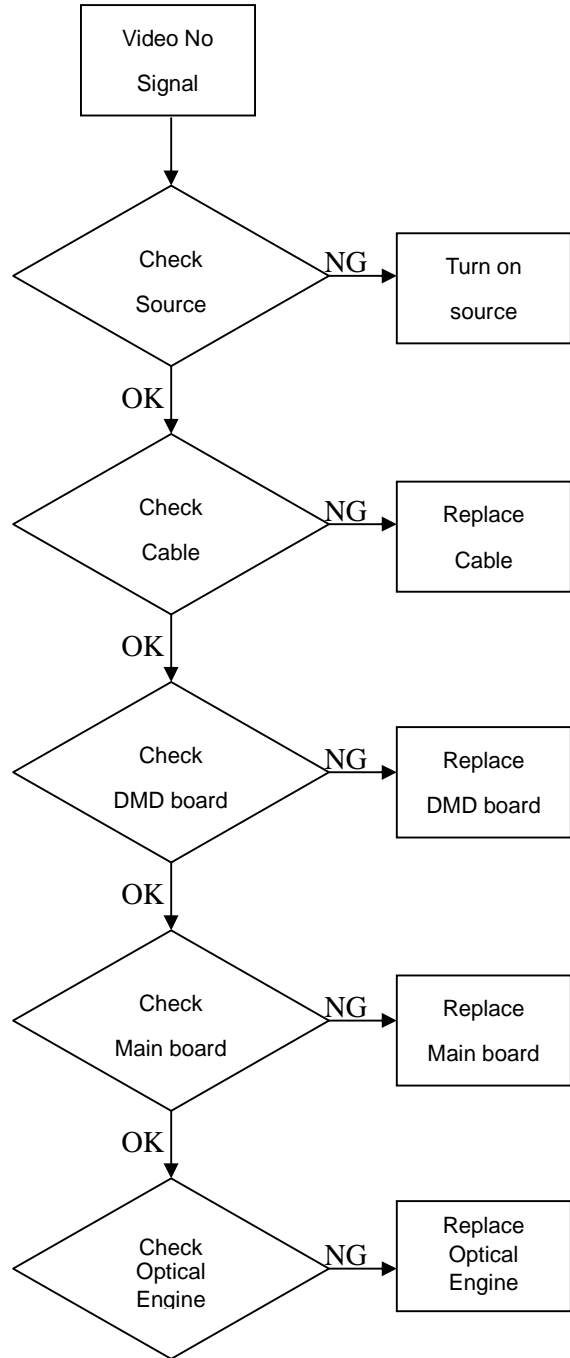 Video No
Signal
Check
Source
NG
Turn on
source
OK
Check
Cable
NG
Replace
Cable
OK
Check
DMD board
NG
Replace
DMD board
OK
Check
Main board
NG
Replace
Main board
OK
Check
Optical
Engine
NG
Replace
Optical
Engine